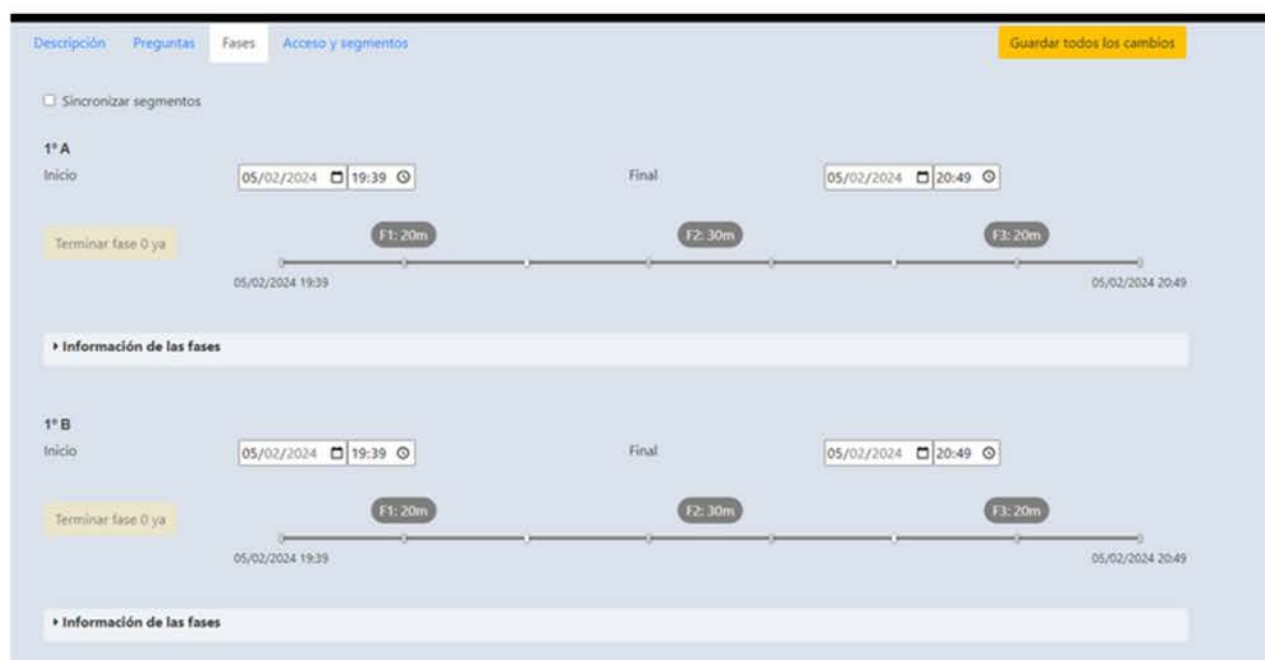 Descripción Preguntas Fases Acceso y segmentos Guardar todos los cambios
Sincronizar segmentos
1º A
Inicio 05/02/2024 19:39 Final 05/02/2024 20:49
Terminar fase 0 ya F1: 20m F2: 30m F3: 20m
05/02/2024 19:39 05/02/2024 20:49
Información de las fases
1º B
Inicio 05/02/2024 19:39 Final 05/02/2024 20:49
Terminar fase 0 ya F1: 20m F2: 30m F3: 20m
05/02/2024 19:39 05/02/2024 20:49
Información de las fases